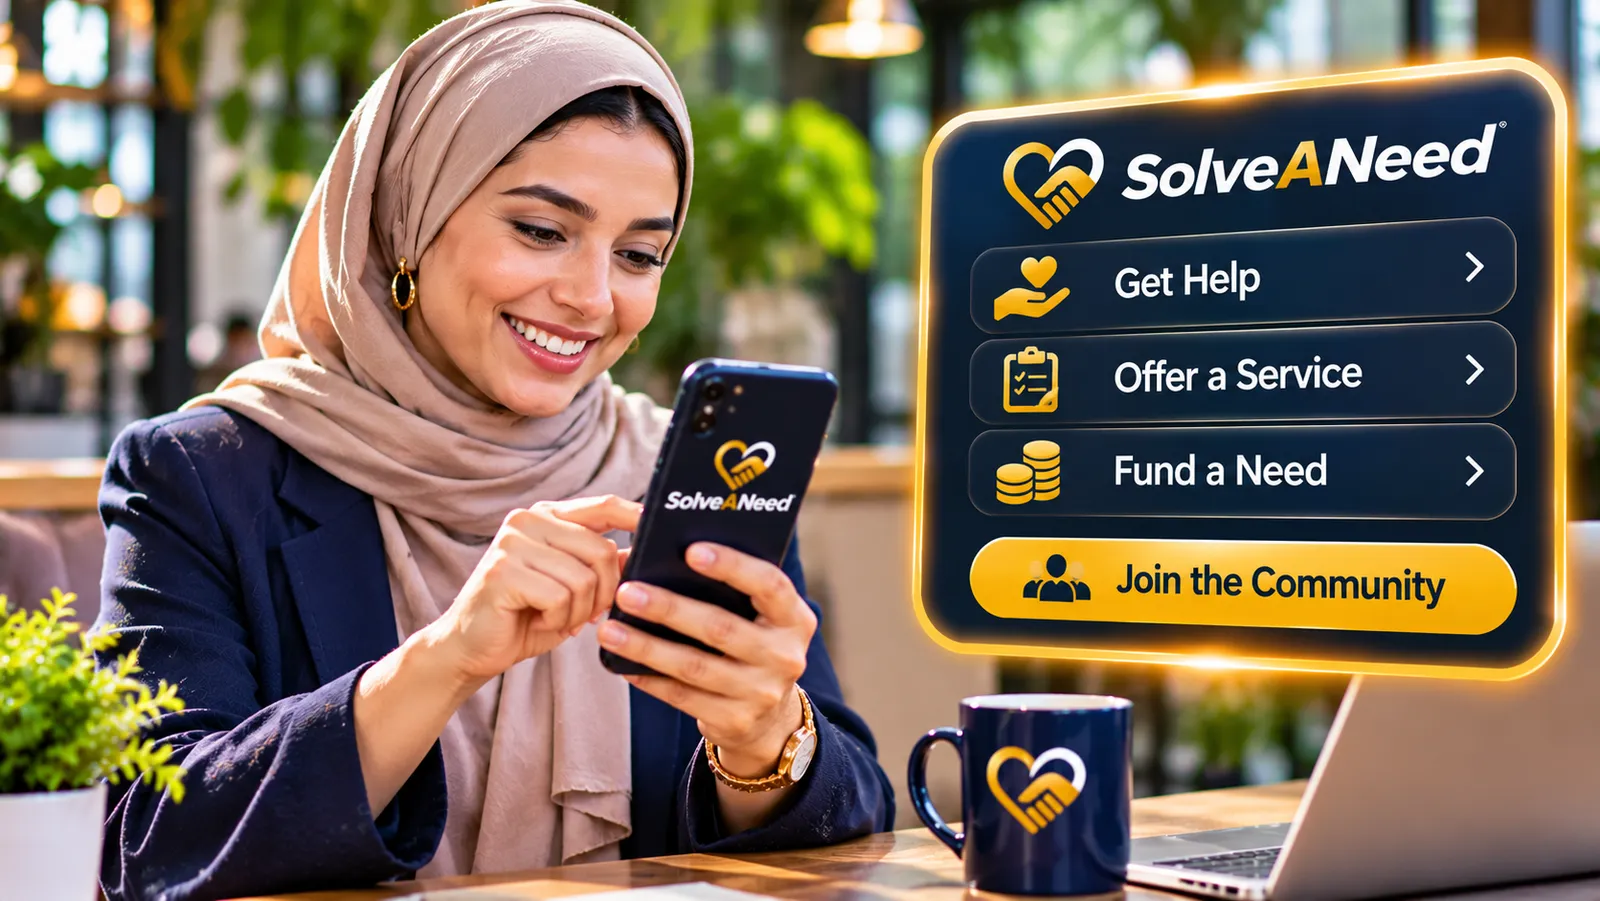 SolveANeed®
Get Help
Offer a Service
Fund a Need
Join the Community
SolveANeed